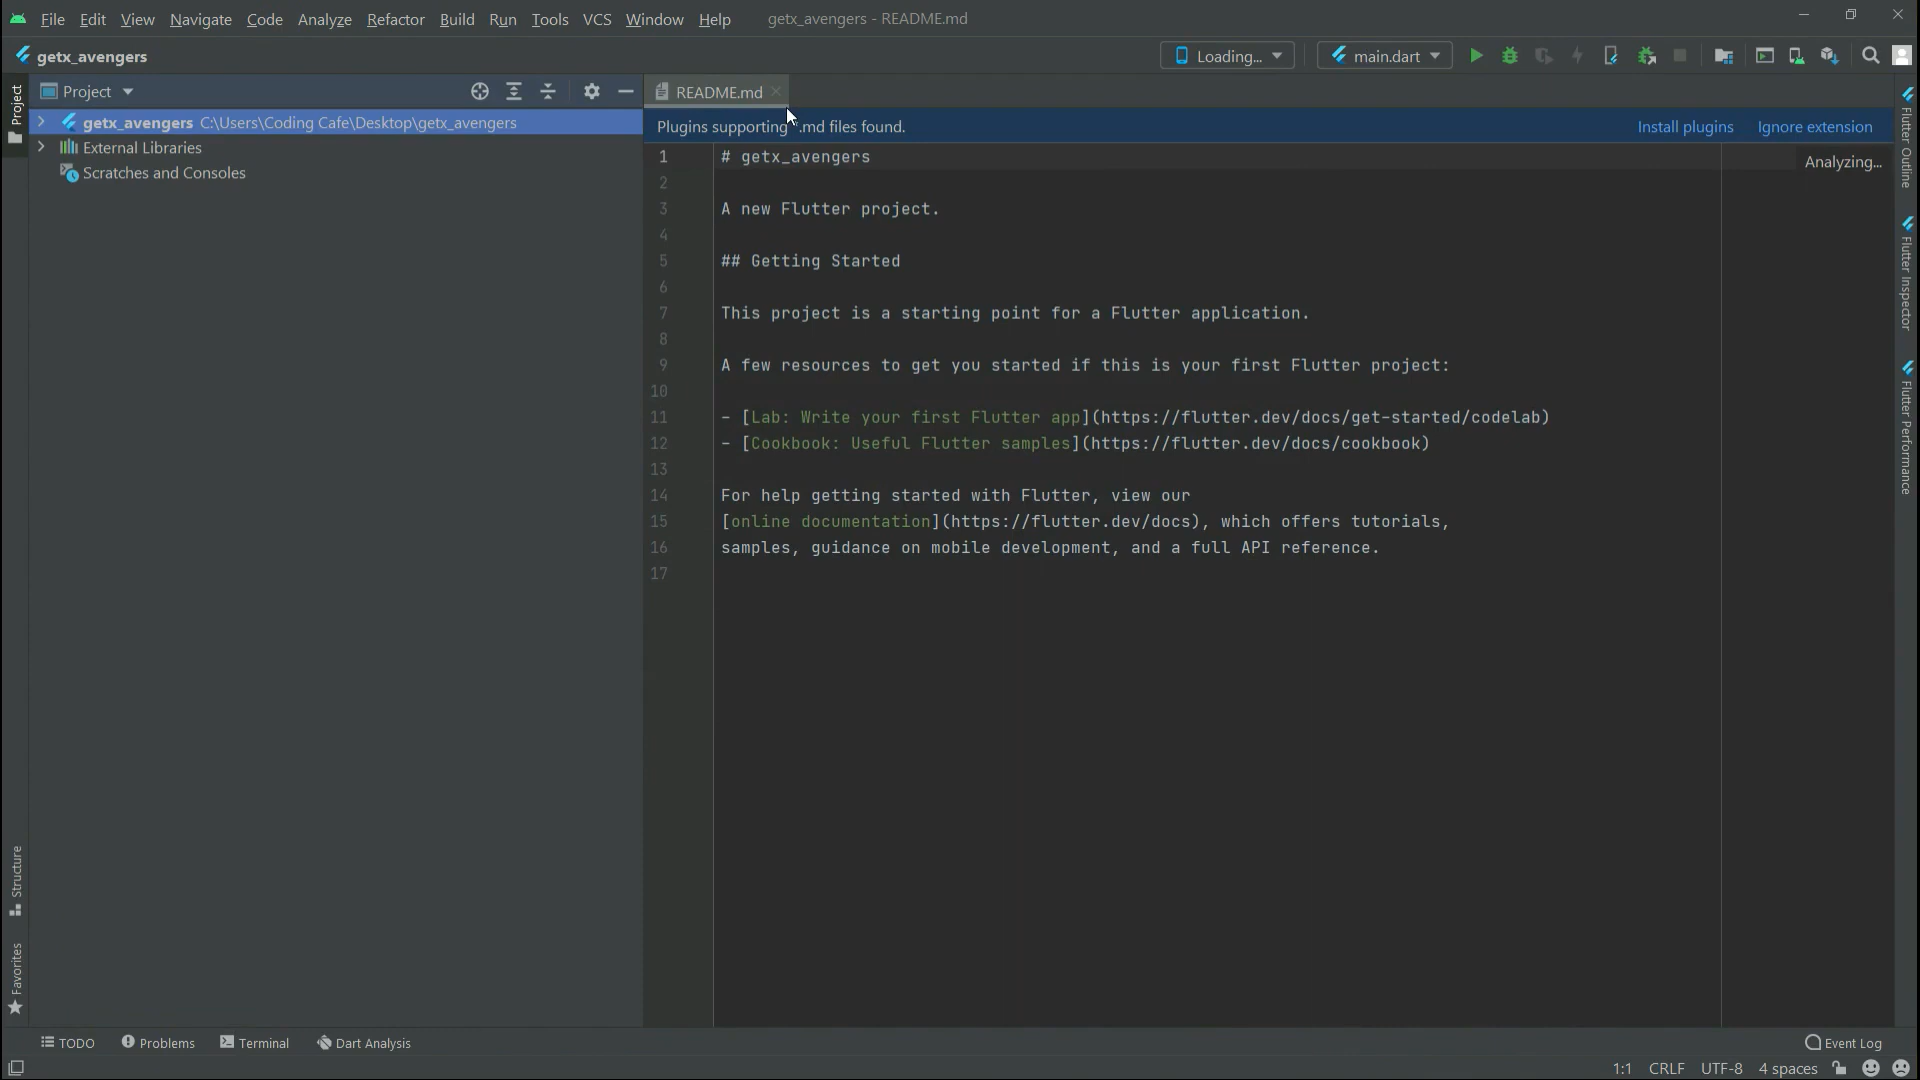 File Edit View Navigate Code Analyze Refactor Build Run Tools VCS Window Help getx_avengers - README.md
getx_avengers
Loading...
main.dart
Project
README.md
getx_avengers C:\Users\Coding Cafe\Desktop\getx_avengers
External Libraries
Scratches and Consoles
Plugins supporting *.md files found.
Install plugins
Ignore extension
Analyzing...
1 # getx_avengers
2
3 A new Flutter project.
4
5 ## Getting Started
6
7 This project is a starting point for a Flutter application.
8
9 A few resources to get you started if this is your first Flutter project:
10
11 - [Lab: Write your first Flutter app](https://flutter.dev/docs/get-started/codelab)
12 - [Cookbook: Useful Flutter samples](https://flutter.dev/docs/cookbook)
13
14 For help getting started with Flutter, view our
15 [online documentation](https://flutter.dev/docs), which offers tutorials,
16 samples, guidance on mobile development, and a full API reference.
17
Project
Structure
Favorites
Flutter Outline
Flutter Inspector
Flutter Performance
TODO
Problems
Terminal
Dart Analysis
Event Log
1:1 CRLF UTF-8 4 spaces